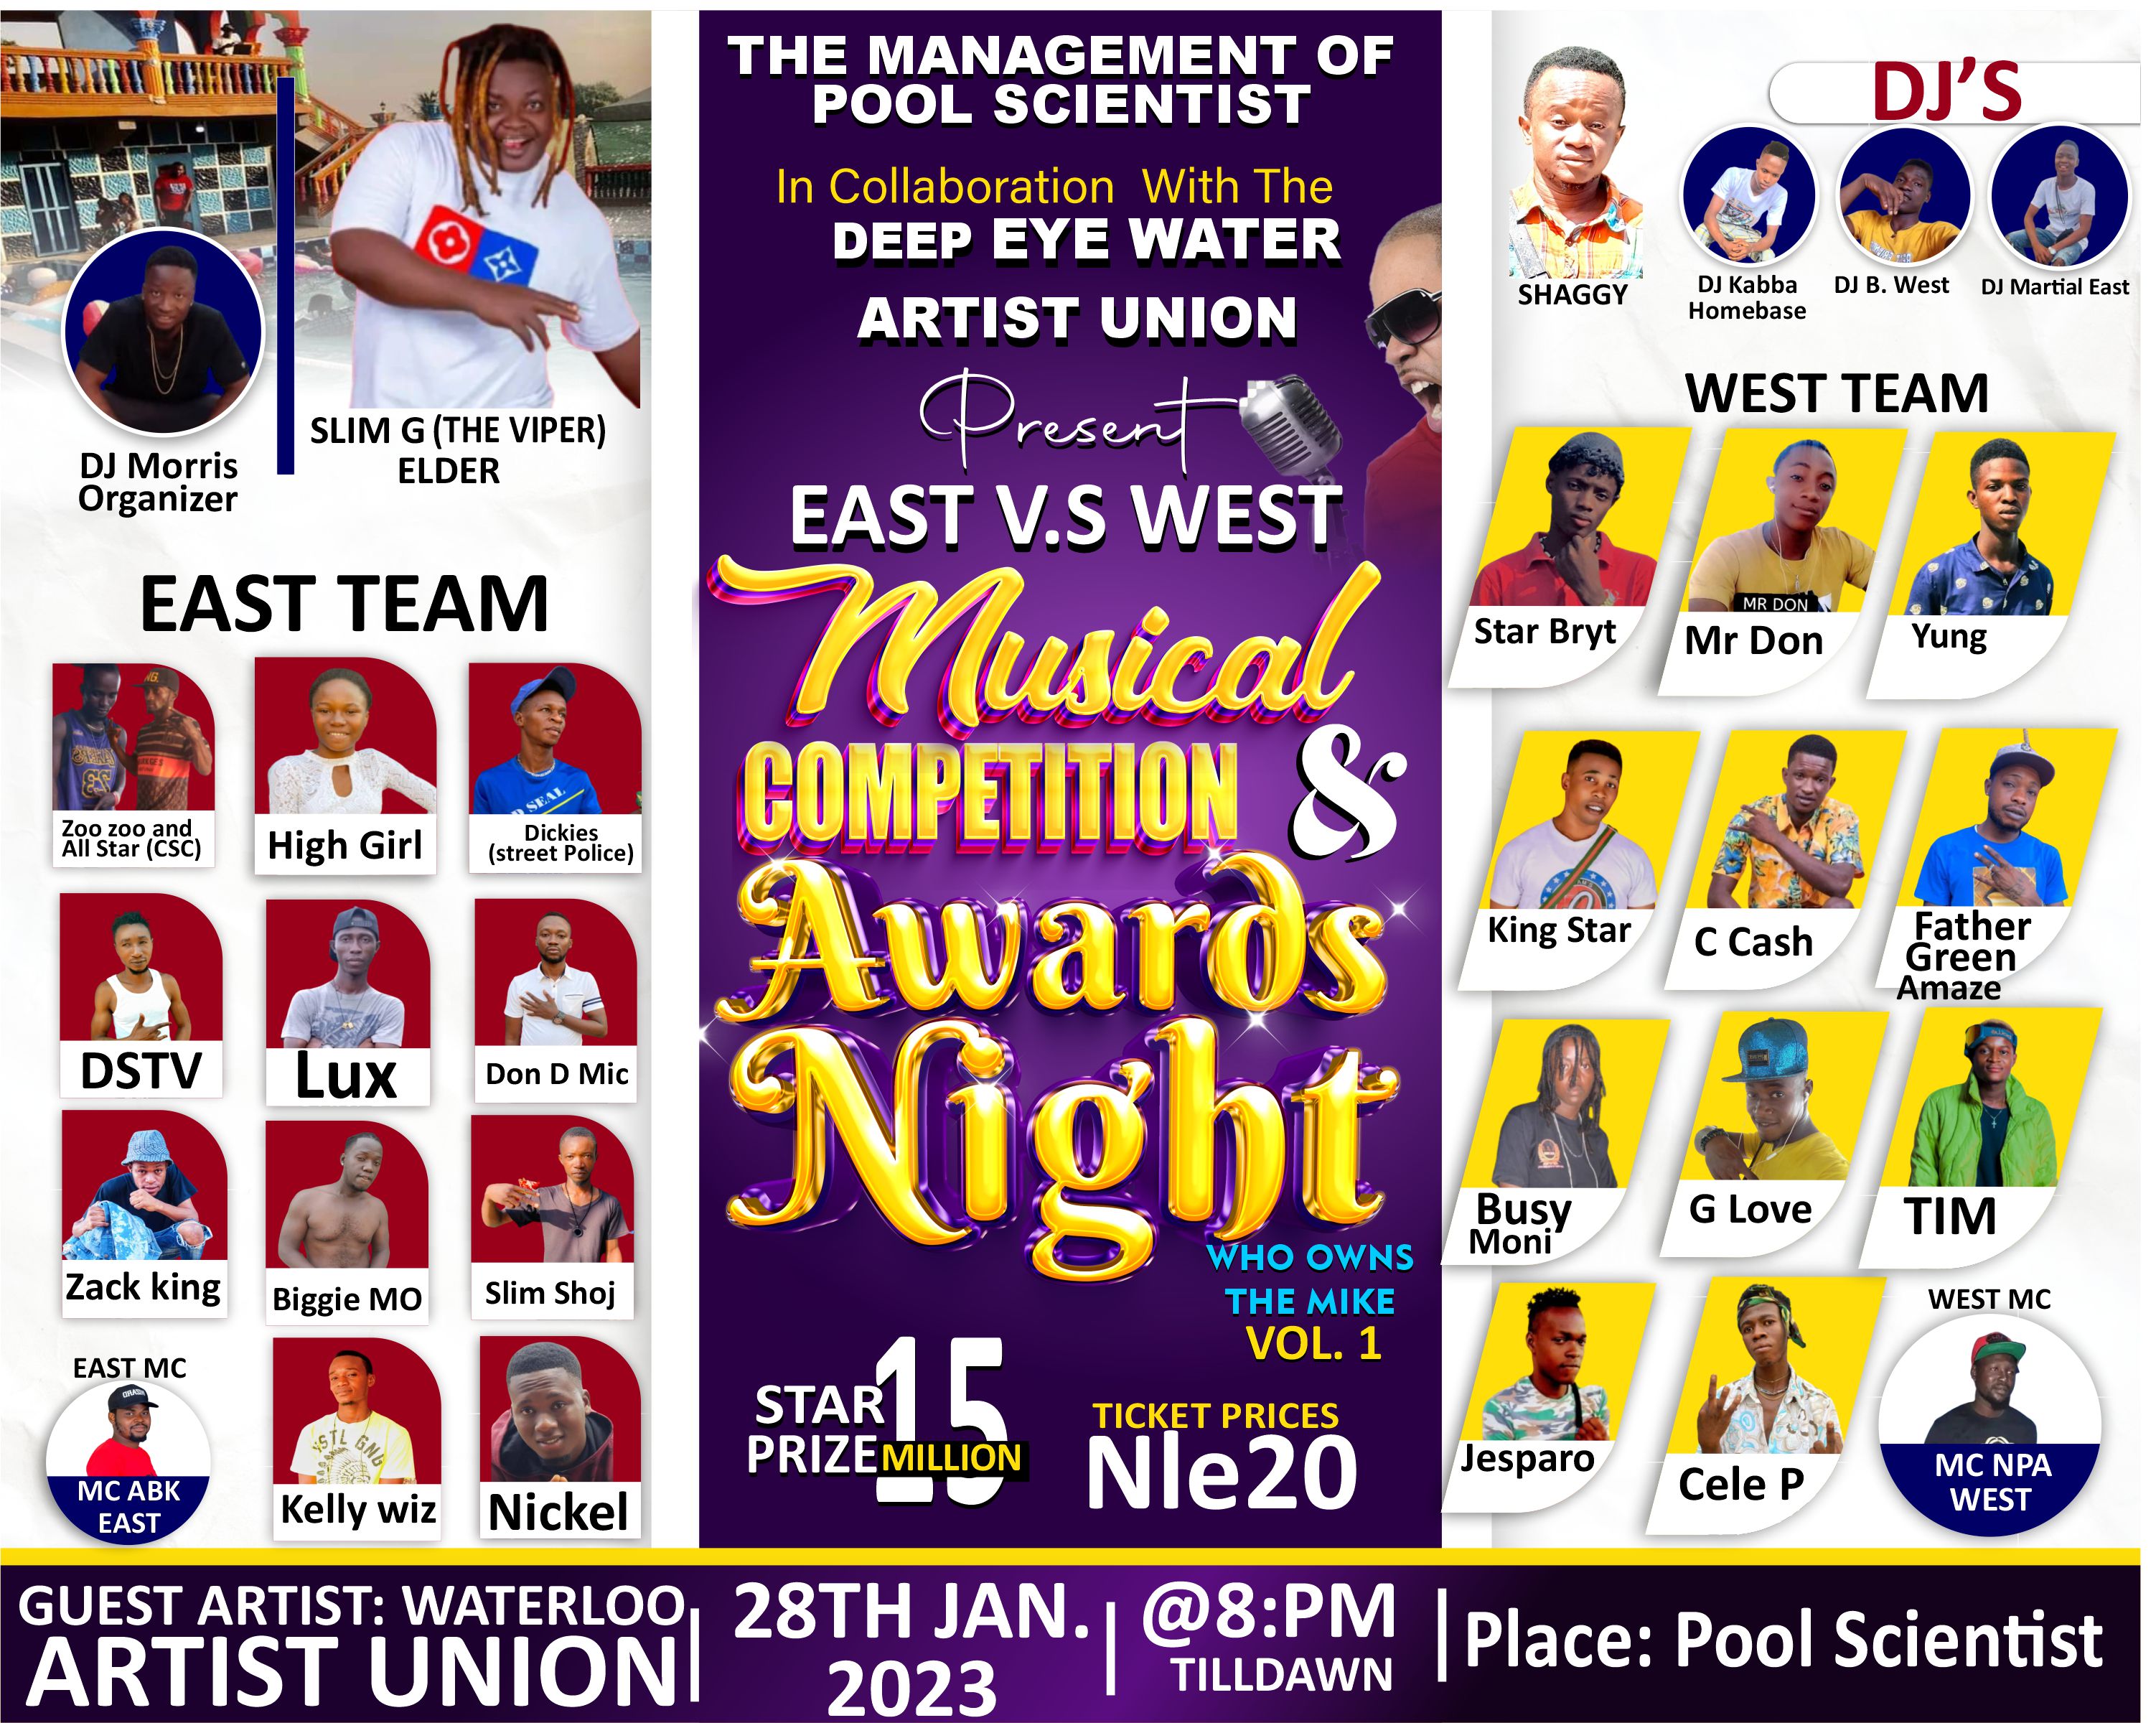 THE MANAGEMENT OF
POOL SCIENTIST
In Collaboration With The
DEEP EYE WATER
ARTIST UNION
Present
EAST V.S WEST
Musical
COMPETITION &
Awards
Night
WHO OWNS
THE MIKE
VOL. 1
STAR
PRIZE
15
MILLION
TICKET PRICES
Nle20
DJ Morris
Organizer
SLIM G (THE VIPER)
ELDER
EAST TEAM
Zoo zoo and
All Star (CSC)
High Girl
Dickies
(street Police)
DSTV
Lux
Don D Mic
Zack king
Biggie MO
Slim Shoj
EAST MC
MC ABK
EAST
Kelly wiz
Nickel
SHAGGY
DJ'S
DJ Kabba
Homebase
DJ B. West
DJ Martial East
WEST TEAM
Star Bryt
MR DON
Mr Don
Yung
King Star
C Cash
Father
Green
Amaze
Busy
Moni
G Love
TIM
Jesparo
Cele P
WEST MC
MC NPA
WEST
GUEST ARTIST: WATERLOO
ARTIST UNION
28TH JAN.
2023
@8:PM
TILLDAWN
Place: Pool Scientist